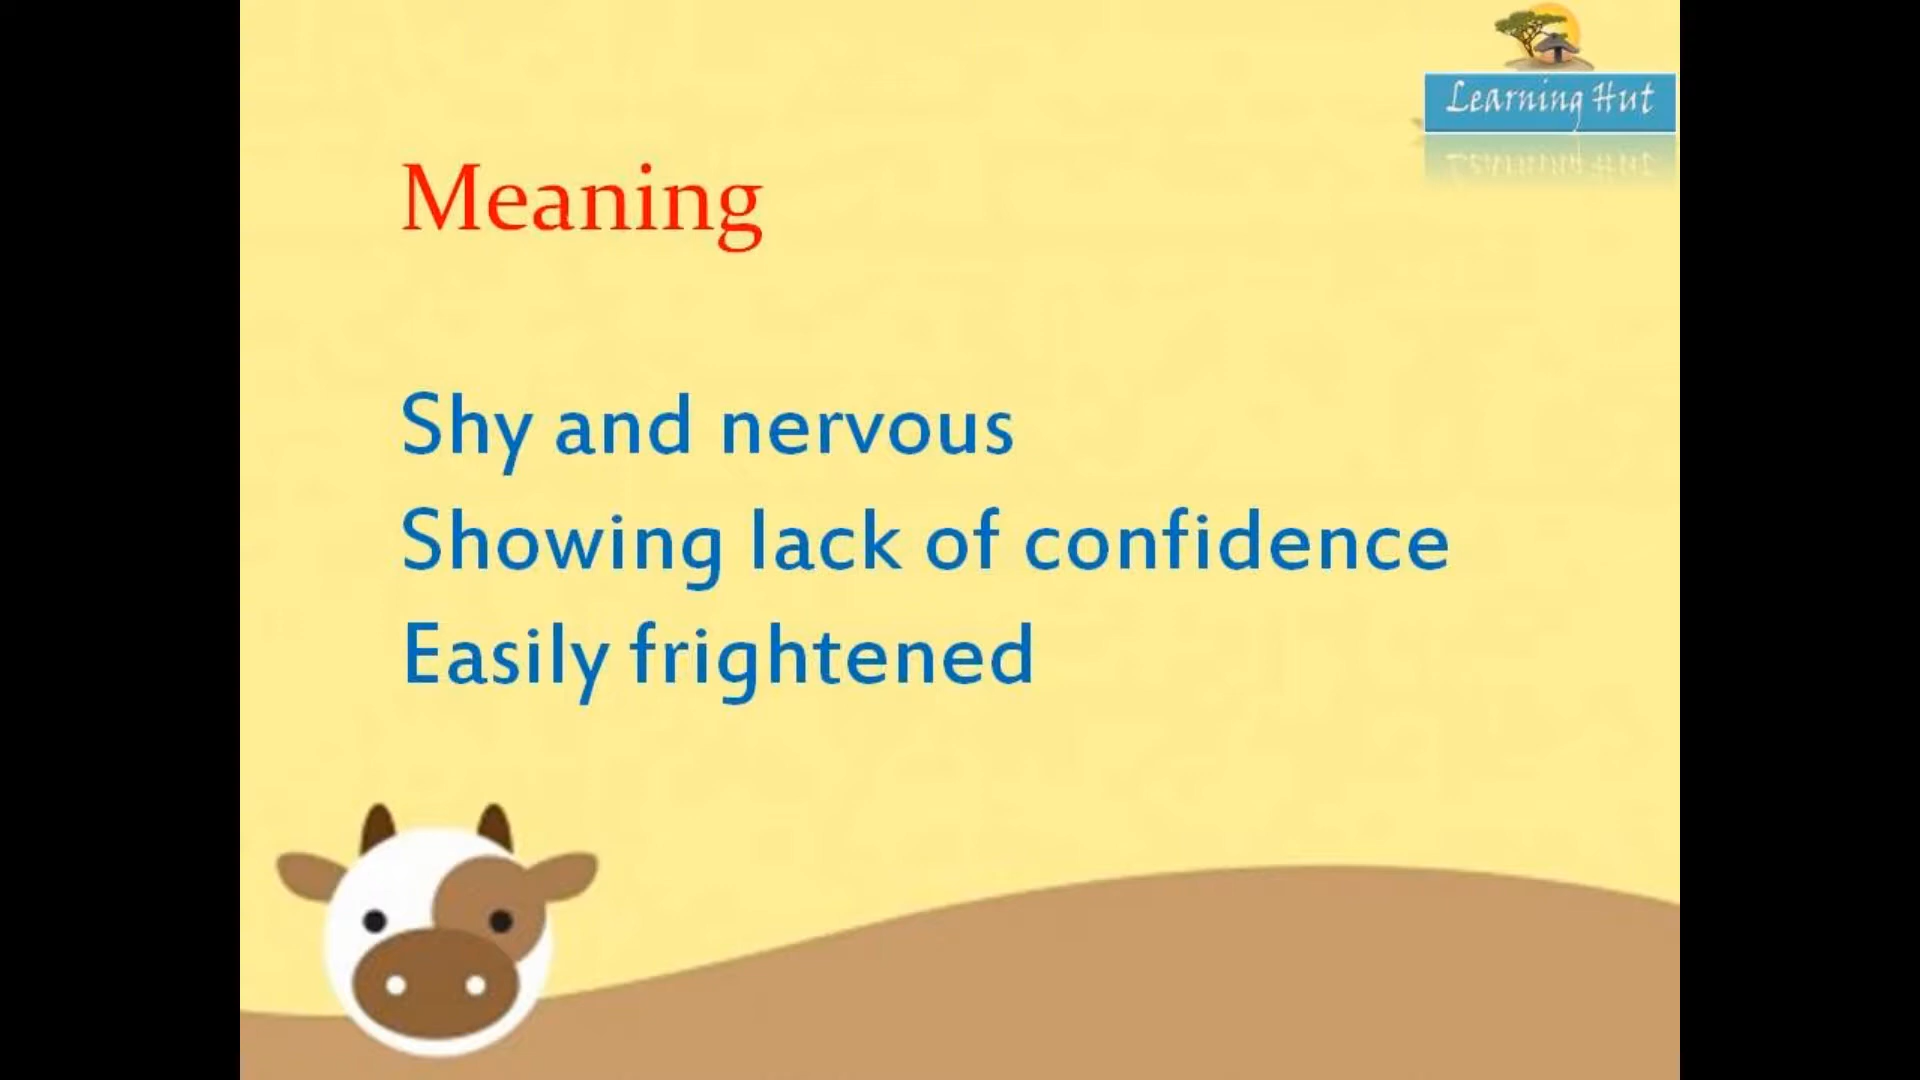 Learning Hut
Meaning
Shy and nervous
Showing lack of confidence
Easily frightened